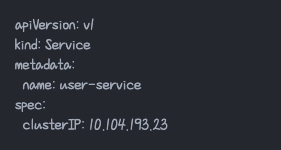 apiVersion: v1
kind: Service
metadata:
  name: user-service
spec:
  clusterIP: 10.104.193.23